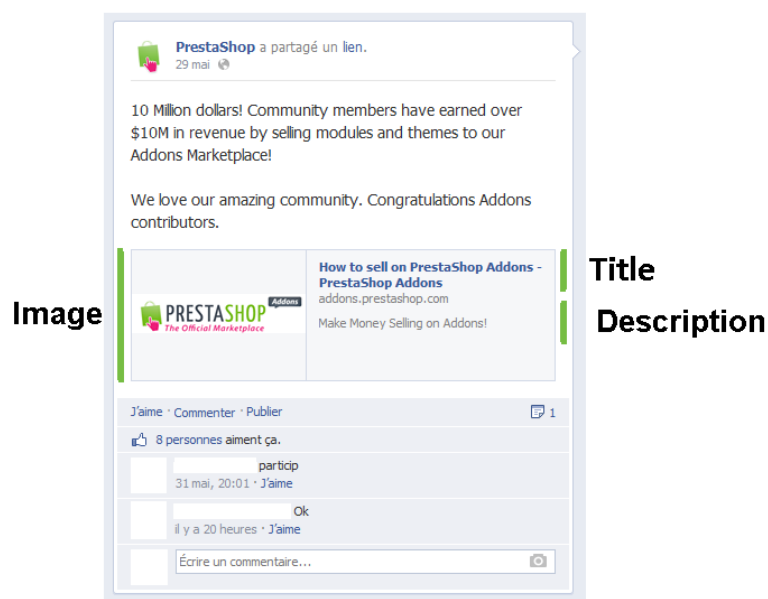 PrestaShop a partagé un lien.
29 mai
10 Million dollars! Community members have earned over
$10M in revenue by selling modules and themes to our
Addons Marketplace!
We love our amazing community. Congratulations Addons
contributors.
Image
PRESTASHOP Addons
The Official Marketplace
How to sell on PrestaShop Addons -
PrestaShop Addons
addons.prestashop.com
Make Money Selling on Addons!
Title
Description
J'aime · Commenter · Publier
1
8 personnes aiment ça.
particip
31 mai, 20:01 · J'aime
Ok
il y a 20 heures · J'aime
Écrire un commentaire...